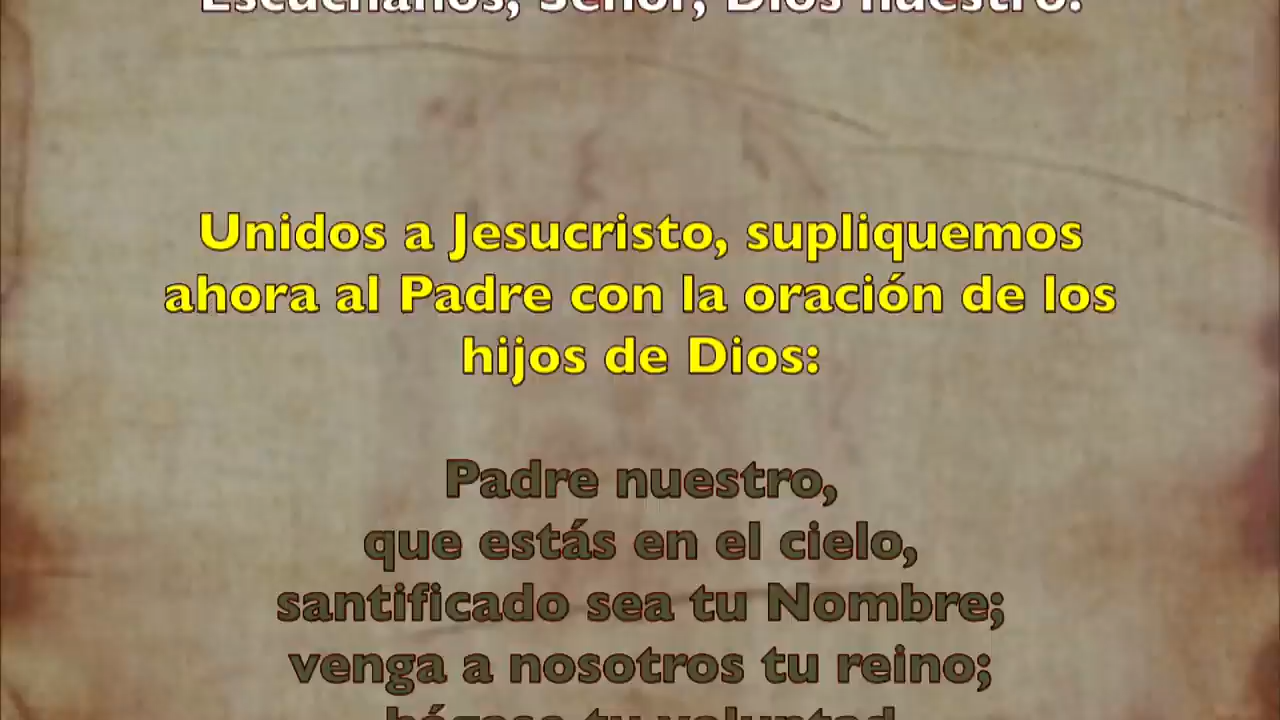 Escúchanos, Señor, Dios nuestro.
Unidos a Jesucristo, supliquemos
ahora al Padre con la oración de los
hijos de Dios:
Padre nuestro,
que estás en el cielo,
santificado sea tu Nombre;
venga a nosotros tu reino;
hágase tu voluntad